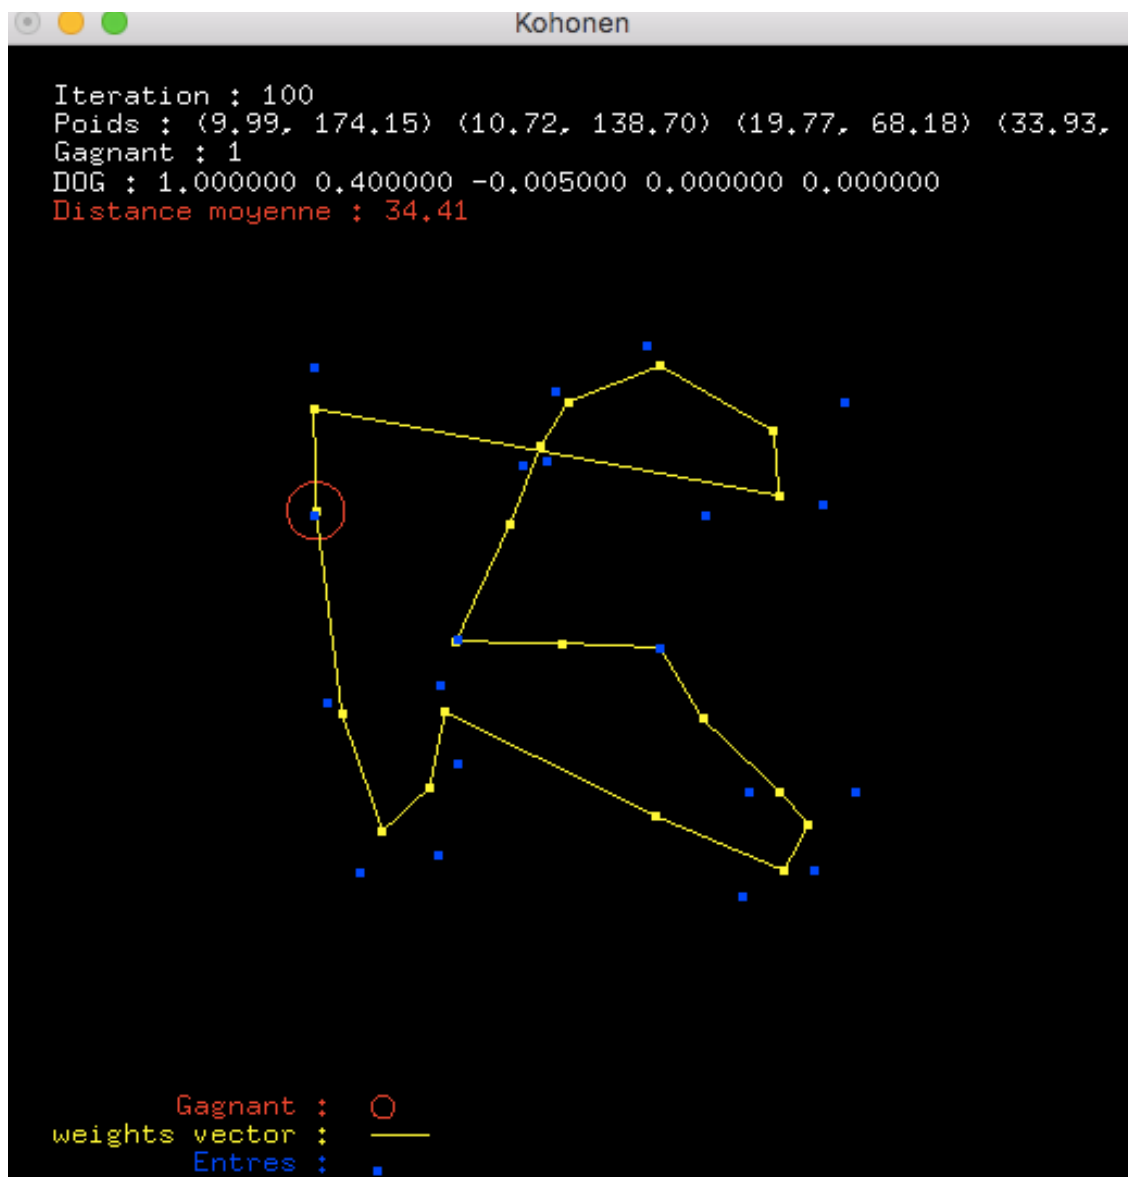 Kohonen
Iteration : 100
Poids : (9.99, 174.15) (10.72, 138.70) (19.77, 68.18) (33.93,
Gagnant : 1
DOG : 1.000000 0.400000 -0.005000 0.000000 0.000000
Distance moyenne : 34.41
Gagnant :
weights vector :
Entres :